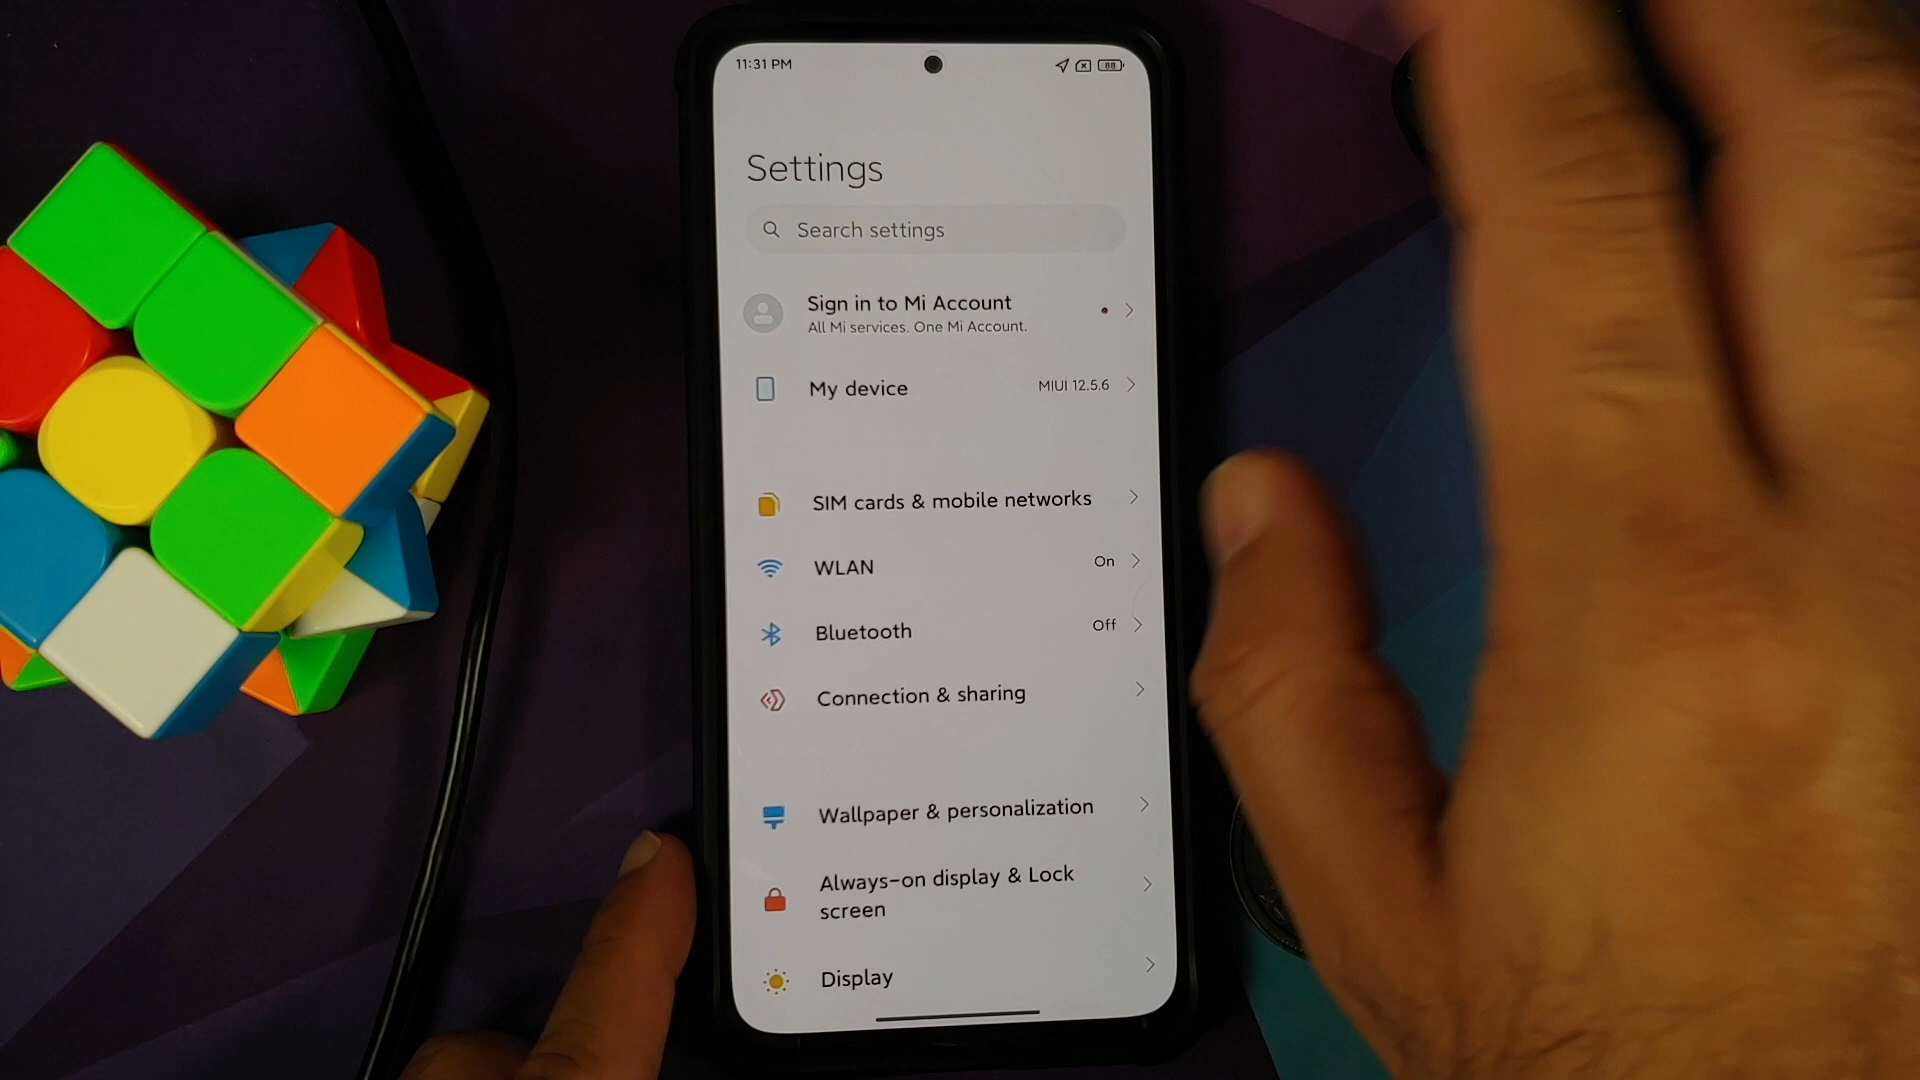 11:31 PM
88
Settings
Search settings
Sign in to Mi Account
All Mi services. One Mi Account.
My device
MIUI 12.5.6
SIM cards & mobile networks
WLAN
On
Bluetooth
Off
Connection & sharing
Wallpaper & personalization
Always-on display & Lock
screen
Display